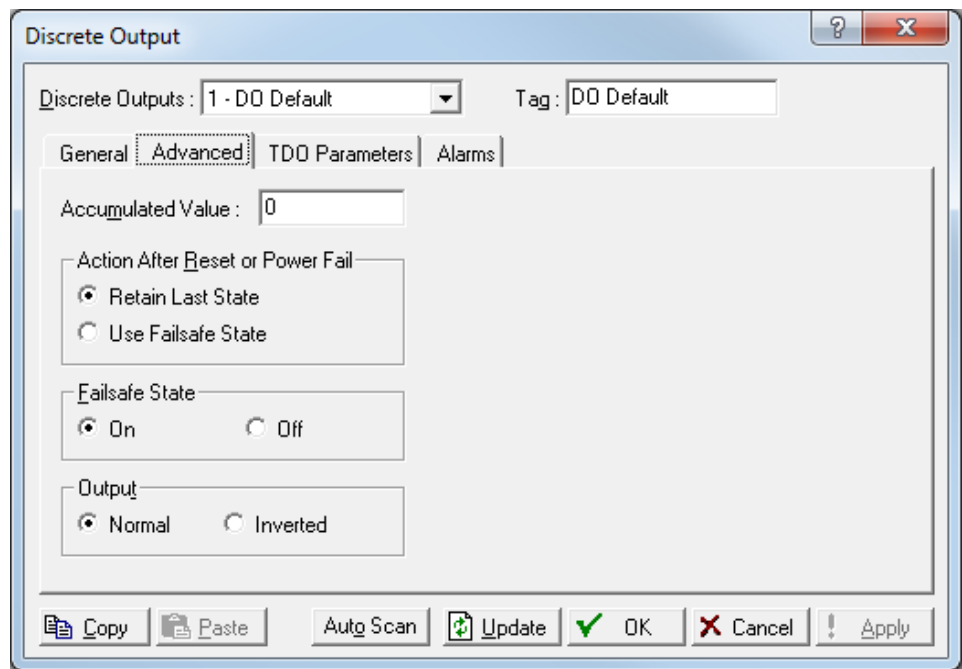 Discrete Output
Discrete Outputs : 1 - DO Default Tag : DO Default
General Advanced TDO Parameters Alarms
Accumulated Value : 0
Action After Reset or Power Fail
Retain Last State
Use Failsafe State
Failsafe State
On Off
Output
Normal Inverted
Copy Paste Auto Scan Update OK Cancel ! Apply